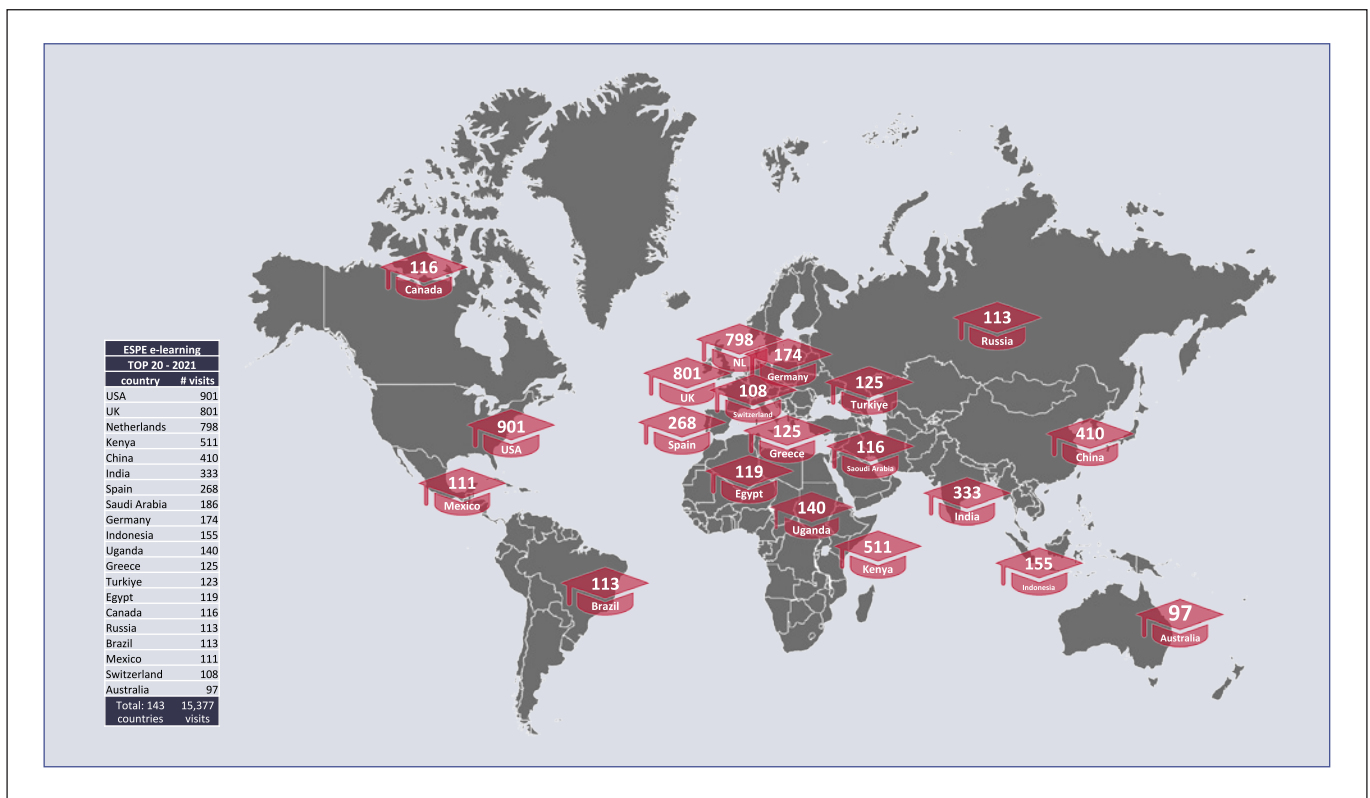 116
Canada
798
NL
174
Germany
113
Russia
801
UK
108
Switzerland
125
Turkiye
901
USA
268
Spain
125
Greece
116
Saoudi Arabia
410
China
111
Mexico
119
Egypt
140
Uganda
333
India
511
Kenya
155
Indonesia
113
Brazil
97
Australia
ESPE e-learning
TOP 20 - 2021
country # visits
USA 901
UK 801
Netherlands 798
Kenya 511
China 410
India 333
Spain 268
Saudi Arabia 186
Germany 174
Indonesia 155
Uganda 140
Greece 125
Turkiye 123
Egypt 119
Canada 116
Russia 113
Brazil 113
Mexico 111
Switzerland 108
Australia 97
Total: 143 15,377
countries visits